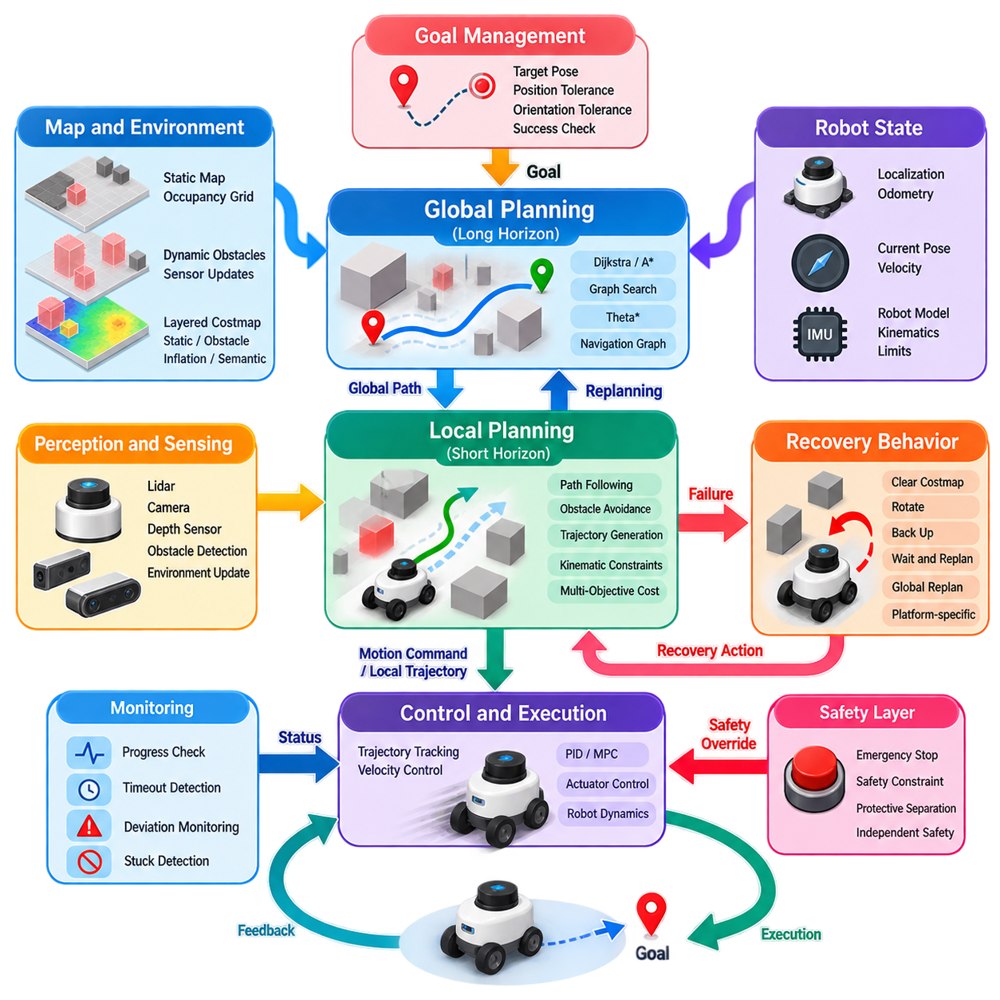 Goal Management
Target Pose
Position Tolerance
Orientation Tolerance
Success Check
Goal
Map and Environment
Static Map
Occupancy Grid
Dynamic Obstacles
Sensor Updates
Layered Costmap
Static / Obstacle
Inflation / Semantic
Global Planning
(Long Horizon)
Dijkstra / A*
Graph Search
Theta*
Navigation Graph
Robot State
Localization
Odometry
Current Pose
Velocity
IMU
Robot Model
Kinematics
Limits
Global Path
Replanning
Perception and Sensing
Lidar
Camera
Depth Sensor
Obstacle Detection
Environment Update
Local Planning
(Short Horizon)
Path Following
Obstacle Avoidance
Trajectory Generation
Kinematic Constraints
Multi-Objective Cost
Failure
Recovery Behavior
Clear Costmap
Rotate
Back Up
Wait and Replan
Global Replan
Platform-specific
Recovery Action
Motion Command
/ Local Trajectory
Monitoring
Progress Check
Timeout Detection
Deviation Monitoring
Stuck Detection
Status
Control and Execution
Trajectory Tracking
Velocity Control
PID / MPC
Actuator Control
Robot Dynamics
Safety
Override
Safety Layer
Emergency Stop
Safety Constraint
Protective Separation
Independent Safety
Feedback
Goal
Execution